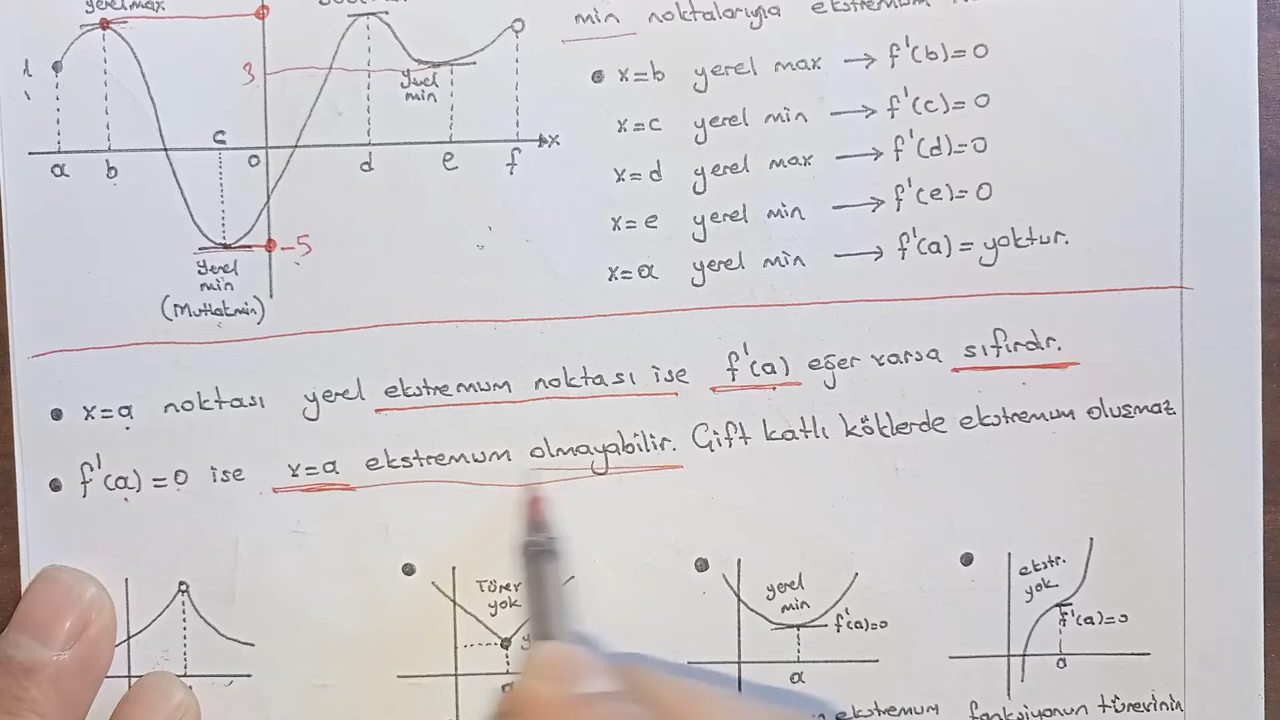 yerel max
min noktalarıyla ekstremum
1
3
yerel
min
c
0
x
a
b
d
e
f
-5
yerel
min
(Mutlak min)
x=b yerel max → f'(b)=0
x=c yerel min → f'(c)=0
x=d yerel max → f'(d)=0
x=e yerel min → f'(e)=0
x=a yerel min → f'(a)= yoktur.
x=a noktası yerel ekstremum noktası ise f'(a) eğer varsa sıfırdır.
f'(a)=0 ise x=a ekstremum olmayabilir. Çift katlı köklerde ekstremum oluşmaz
Türev
yok
y
yerel
min
f'(a)=0
a
ekstr.
yok
f'(a)=0
a
ekstremum fonksiyonun türevinin